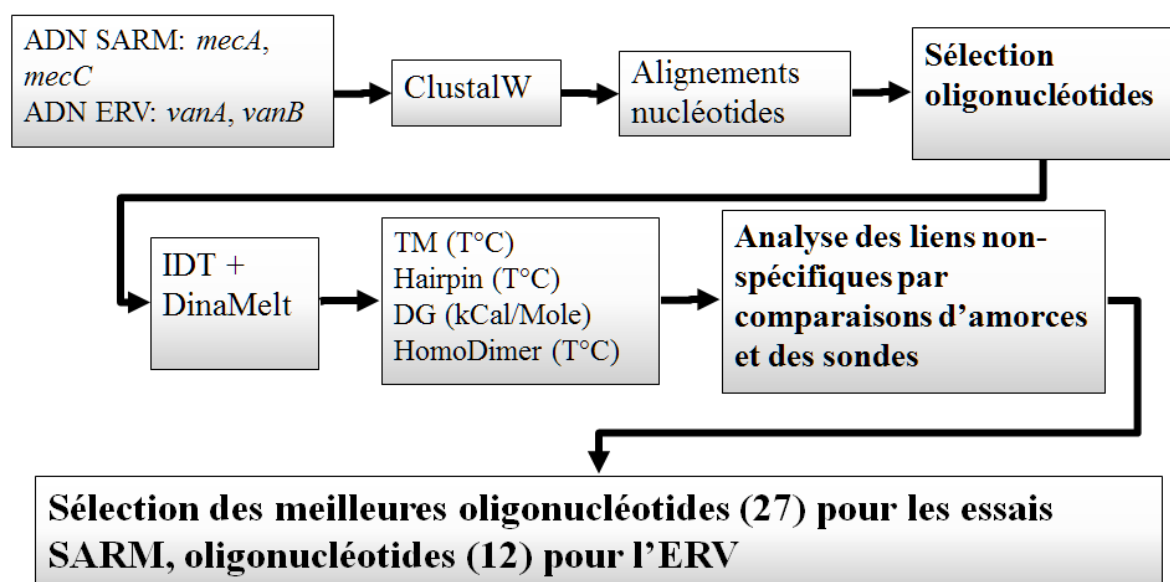 ADN SARM: mecA,
mecC
ADN ERV: vanA, vanB
ClustalW
Alignements
nucléotides
Sélection
oligonucléotides
IDT +
DinaMelt
TM (T°C)
Hairpin (T°C)
DG (kCal/Mole)
HomoDimer (T°C)
Analyse des liens non-
spécifiques par
comparaisons d’amorces
et des sondes
Sélection des meilleures oligonucléotides (27) pour les essais
SARM, oligonucléotides (12) pour l’ERV